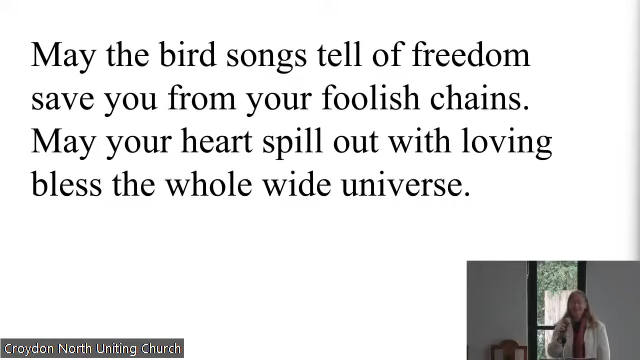 May the bird songs tell of freedom
save you from your foolish chains.
May your heart spill out with loving
bless the whole wide universe.
Croydon North Uniting Church